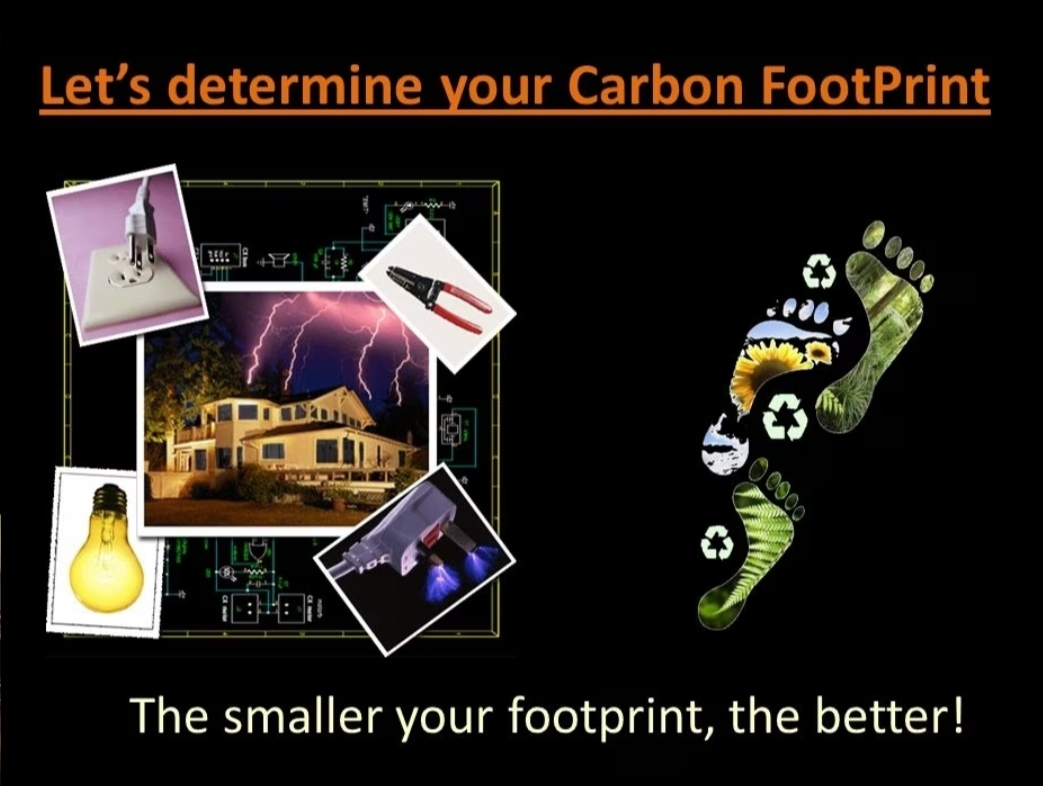 Let's determine your Carbon FootPrint
The smaller your footprint, the better!